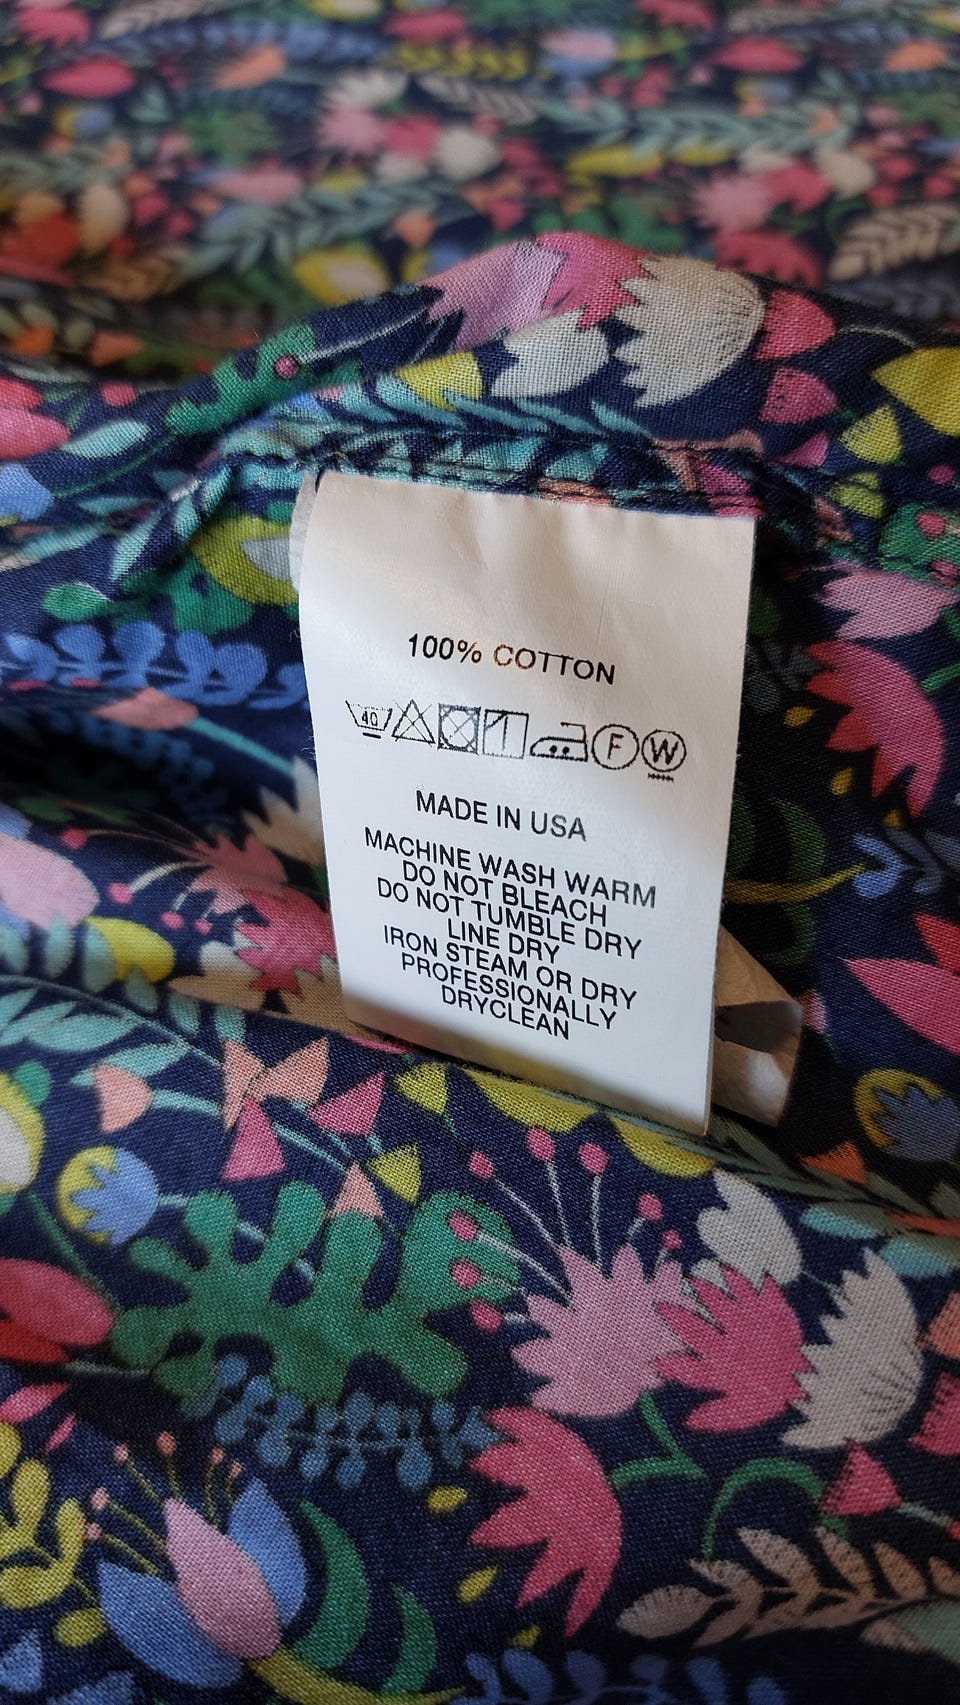 100% COTTON
40 F W
MADE IN USA
MACHINE WASH WARM
DO NOT BLEACH
DO NOT TUMBLE DRY
LINE DRY
IRON STEAM OR DRY
PROFESSIONALLY
DRYCLEAN